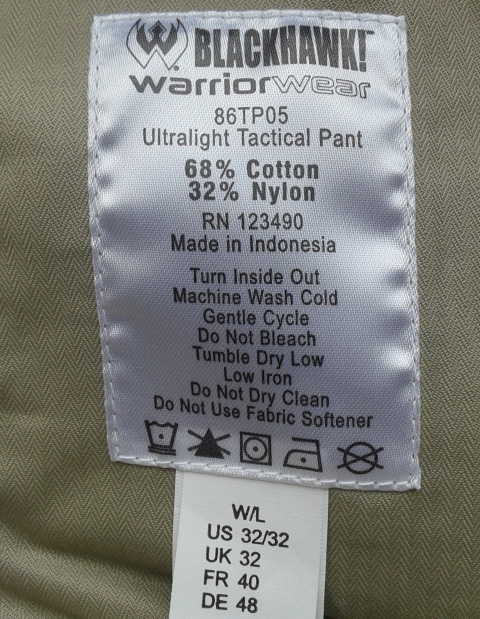 BLACKHAWK!
warriorwear
86TP05
Ultralight Tactical Pant
68% Cotton
32% Nylon
RN 123490
Made in Indonesia
Turn Inside Out
Machine Wash Cold
Gentle Cycle
Do Not Bleach
Tumble Dry Low
Low Iron
Do Not Dry Clean
Do Not Use Fabric Softener
W/L
US 32/32
UK 32
FR 40
DE 48